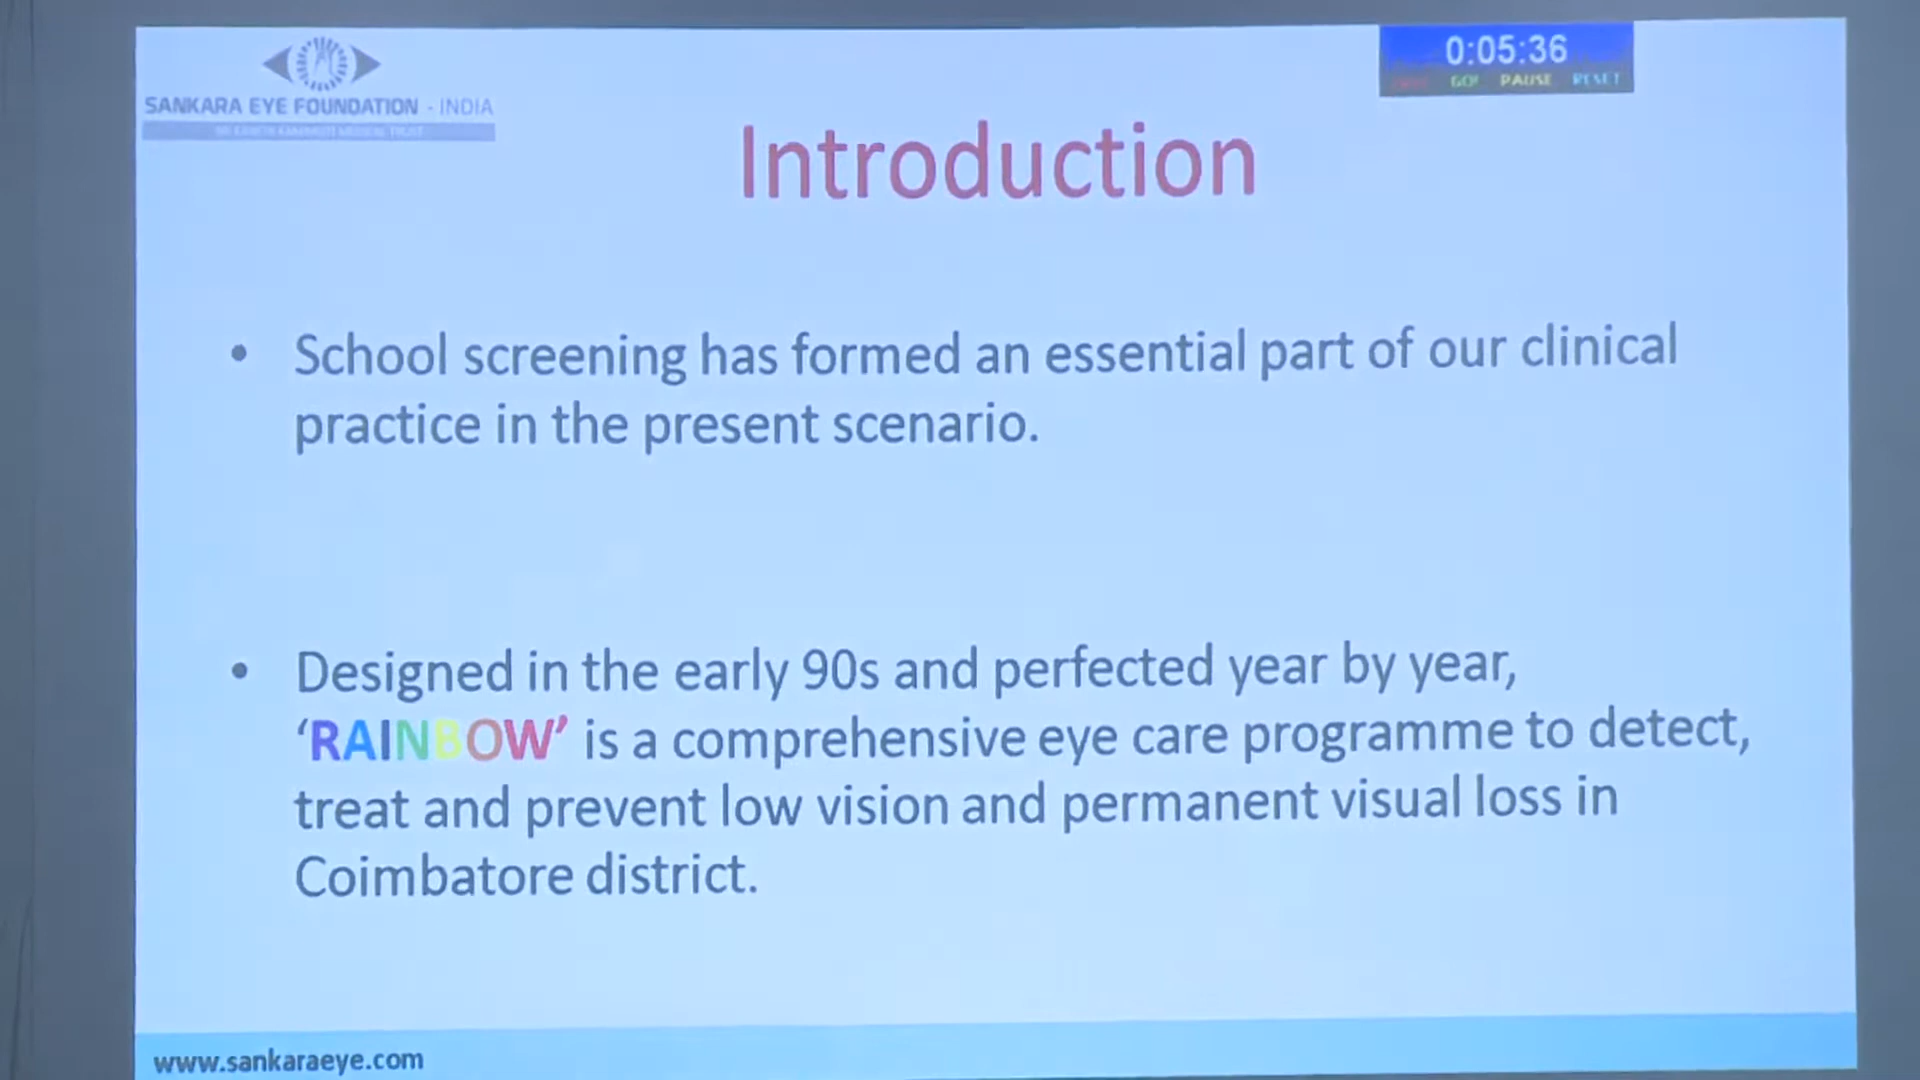 SANKARA EYE FOUNDATION - INDIA
0:05:36
GO! PAUSE RESET
Introduction
• School screening has formed an essential part of our clinical
practice in the present scenario.
• Designed in the early 90s and perfected year by year,
‘RAINBOW’ is a comprehensive eye care programme to detect,
treat and prevent low vision and permanent visual loss in
Coimbatore district.
www.sankaraeye.com